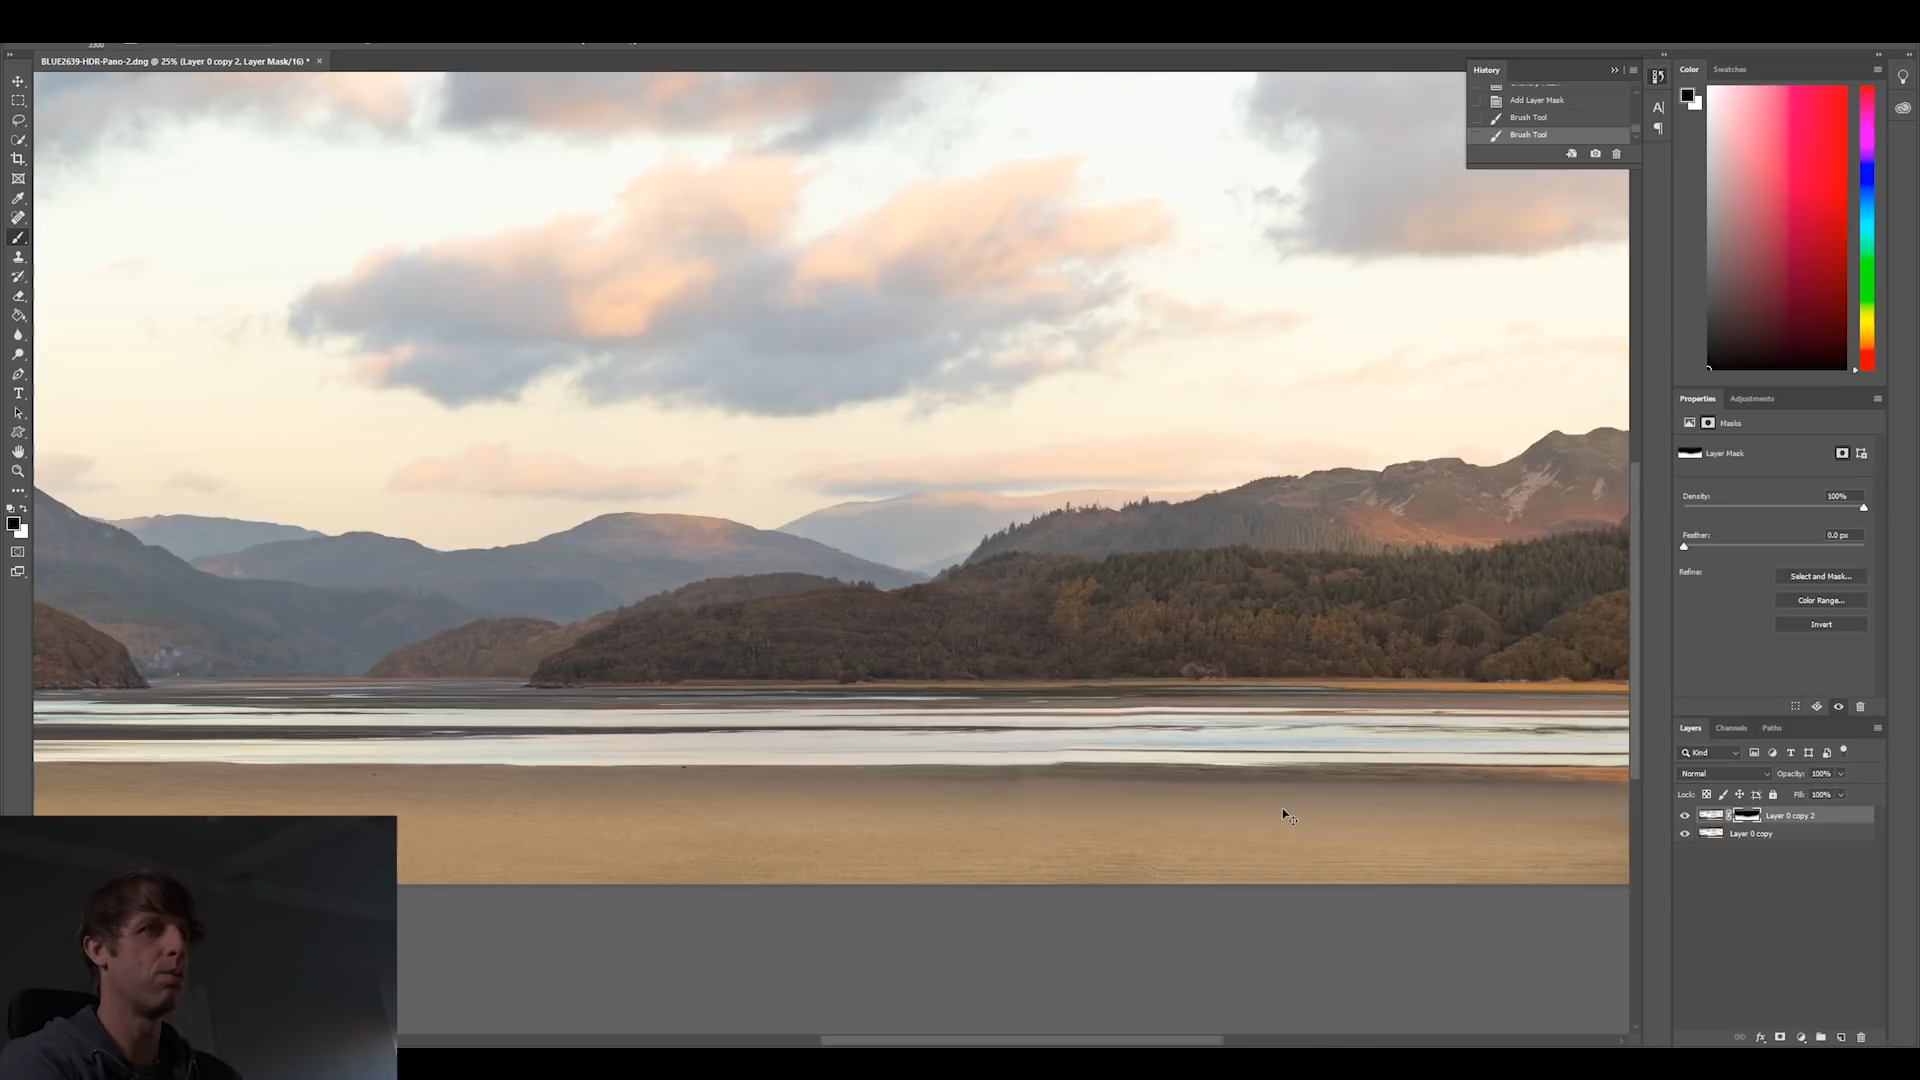 3300
BLUE2639-HDR-Pano-2.dng @ 25% (Layer 0 copy 2, Layer Mask/16) * ×
History
Add Layer Mask
Brush Tool
Brush Tool
Color Swatches
Properties Adjustments
Masks
Layer Mask
Density: 100%
Feather: 0.0 px
Refine:
Select and Mask...
Color Range...
Invert
Layers Channels Paths
Kind
Normal Opacity: 100%
Lock: Fill: 100%
Layer 0 copy 2
Layer 0 copy
fx